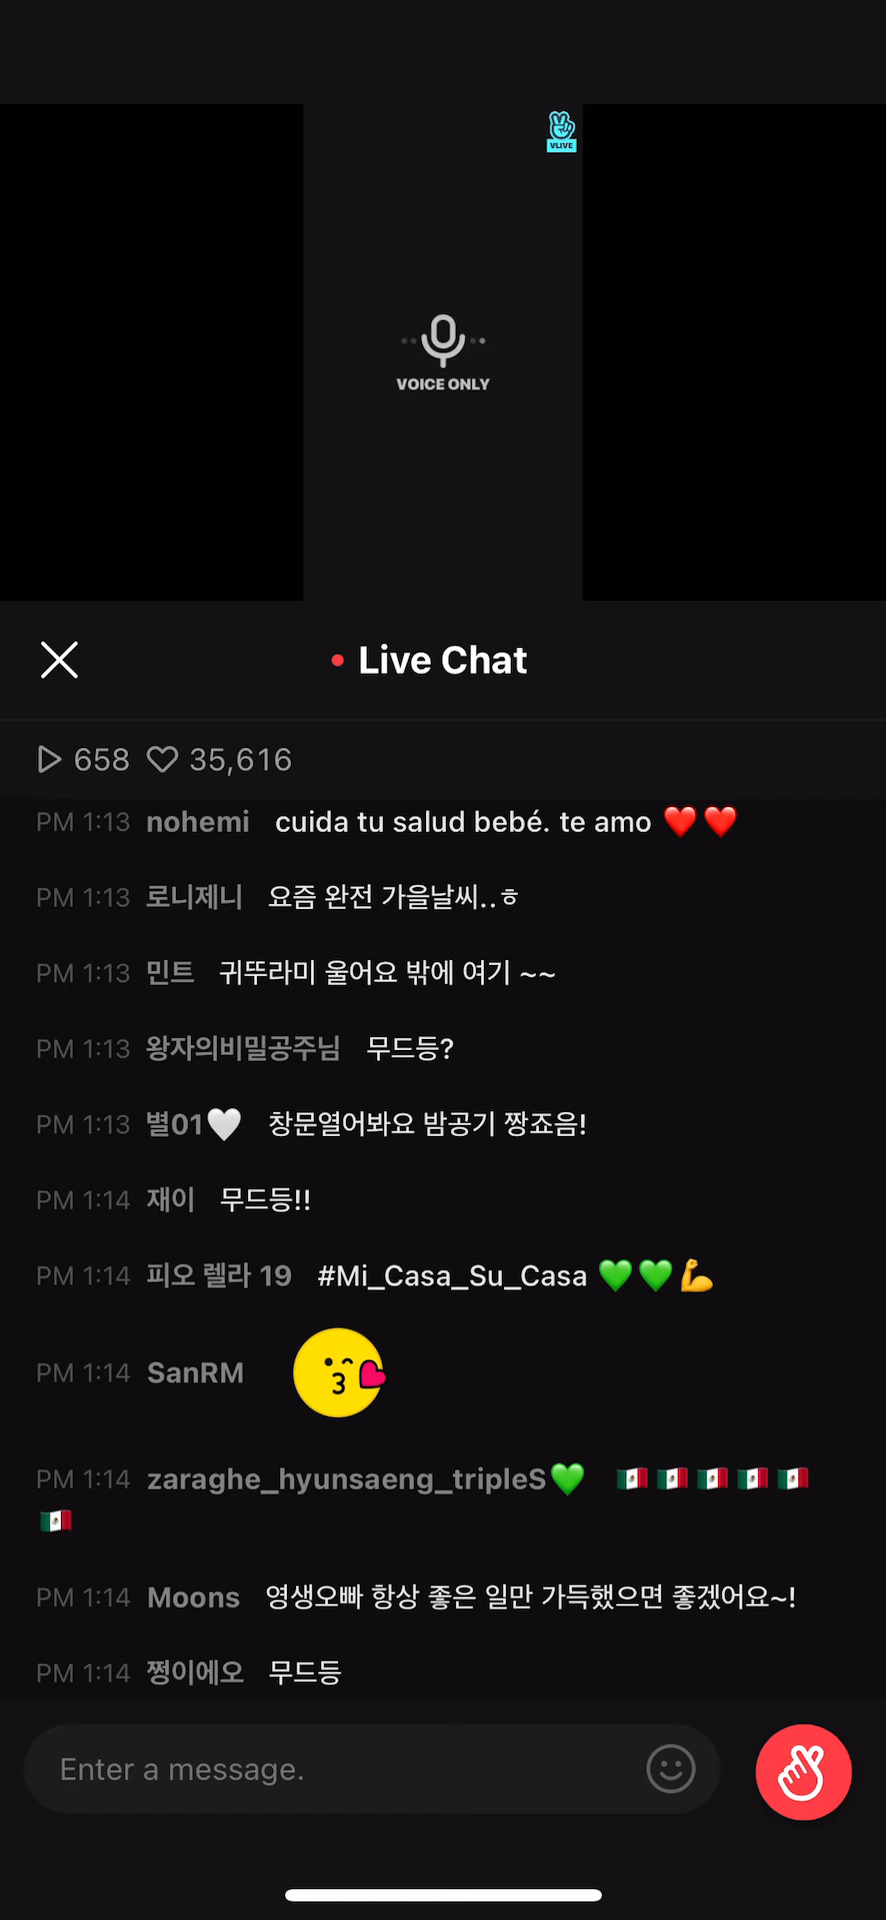 VLIVE
VOICE ONLY
Live Chat
658 35,616
PM 1:13 nohemi cuida tu salud bebé. te amo ❤️❤️
PM 1:13 로니제니 요즘 완전 가을날씨..ㅎ
PM 1:13 민트 귀뚜라미 울어요 밖에 여기 ~~
PM 1:13 왕자의비밀공주님 무드등?
PM 1:13 별01🤍 창문열어봐요 밤공기 짱죠음!
PM 1:14 재이 무드등!!
PM 1:14 피오 렐라 19 #Mi_Casa_Su_Casa 💚💚💪
PM 1:14 SanRM
PM 1:14 zaraghe_hyunsaeng_tripleS💚 🇲🇽🇲🇽🇲🇽🇲🇽🇲🇽
🇲🇽
PM 1:14 Moons 영생오빠 항상 좋은 일만 가득했으면 좋겠어요~!
PM 1:14 쩡이에오 무드등
Enter a message.